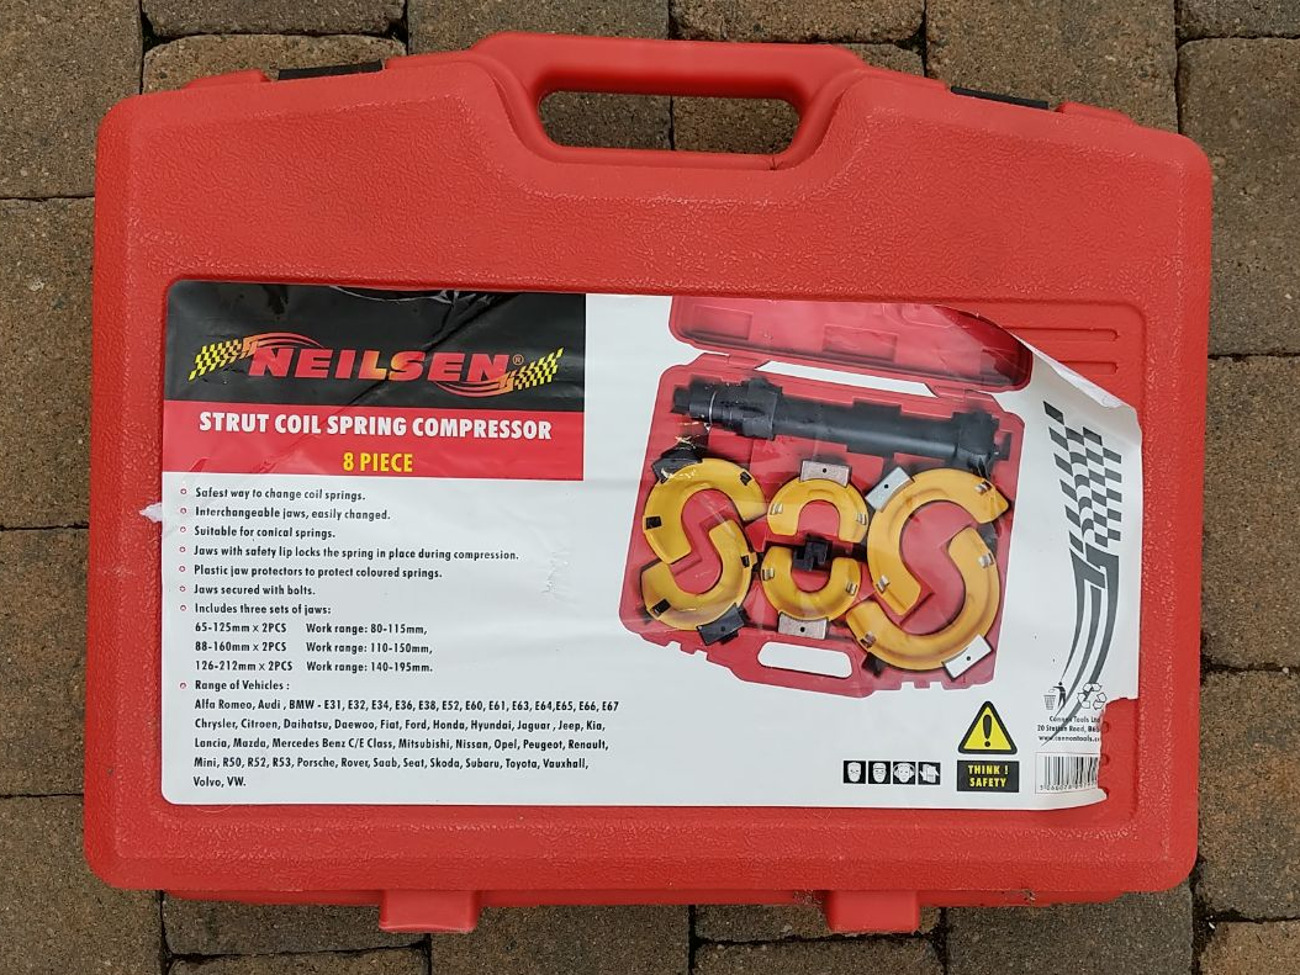 NEILSEN®
STRUT COIL SPRING COMPRESSOR
8 PIECE
Safest way to change coil springs.
Interchangeable jaws, easily changed.
Suitable for conical springs.
Jaws with safety lip locks the spring in place during compression.
Plastic jaw protectors to protect coloured springs.
Jaws secured with bolts.
Includes three sets of jaws:
65-125mm x 2PCS Work range: 80-115mm,
88-160mm x 2PCS Work range: 110-150mm,
126-212mm x 2PCS Work range: 140-195mm.
Range of Vehicles :
Alfa Romeo, Audi , BMW - E31, E32, E34, E36, E38, E52, E60, E61, E63, E64,E65, E66, E67
Chrysler, Citroen, Daihatsu, Daewoo, Fiat, Ford, Honda, Hyundai, Jaguar , Jeep, Kia,
Lancia, Mazda, Mercedes Benz C/E Class, Mitsubishi, Nissan, Opel, Peugeot, Renault,
Mini, R50, R52, R53, Porsche, Rover, Saab, Seat, Skoda, Subaru, Toyota, Vauxhall,
Volvo, VW.
THINK !
SAFETY
Tools Ltd
20 Station Road,